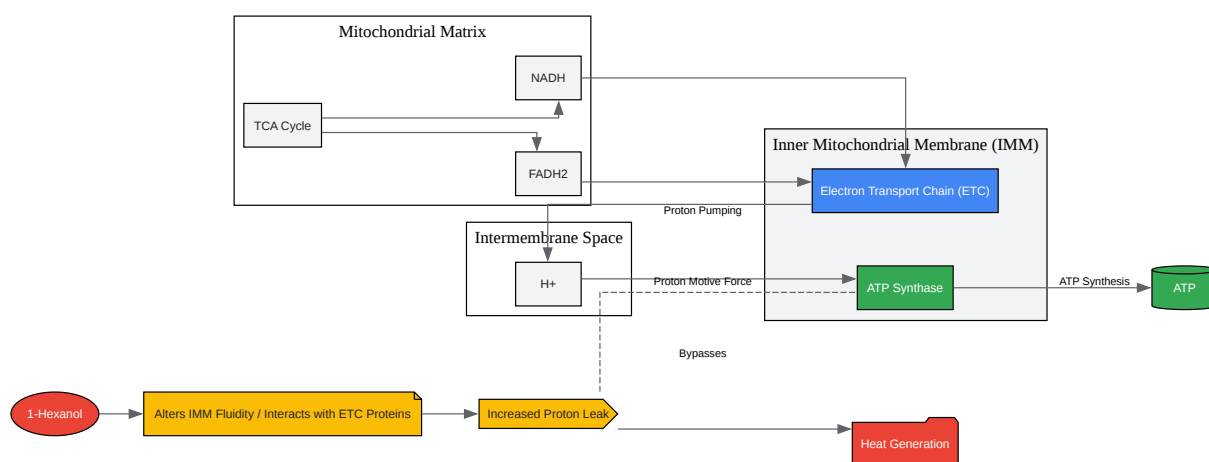 Mitochondrial Matrix
NADH
TCA Cycle
FADH2
Inner Mitochondrial Membrane (IMM)
Electron Transport Chain (ETC)
Proton Pumping
Intermembrane Space
H+
Proton Motive Force
ATP Synthase
ATP Synthesis
ATP
Bypasses
1-Hexanol
Alters IMM Fluidity / Interacts with ETC Proteins
Increased Proton Leak
Heat Generation